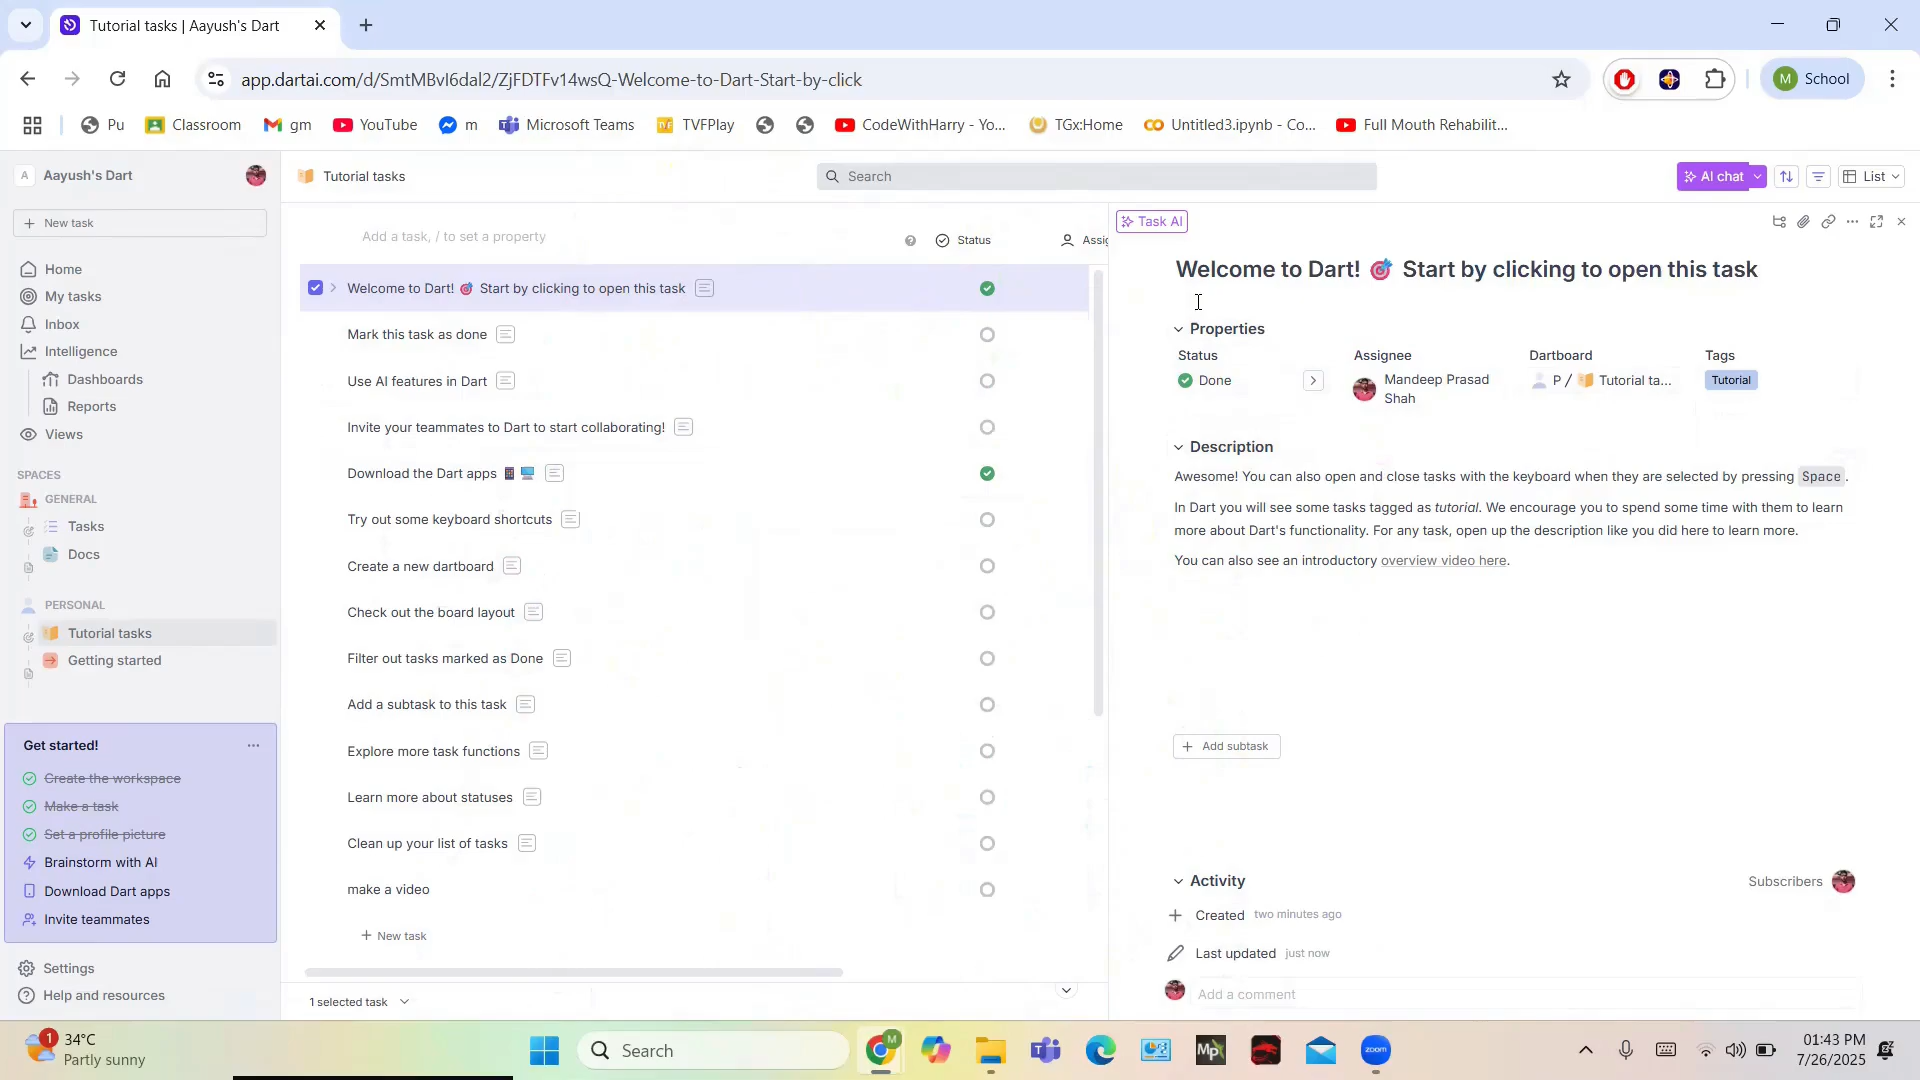 Tutorial tasks | Aayush's Dart
app.dartai.com/d/SmtMBvI6dal2/ZjFDTFv14wsQ-Welcome-to-Dart-Start-by-click
M School
Pu
Classroom
gm
YouTube
m
Microsoft Teams
TVFPlay
CodeWithHarry - Yo...
TGx:Home
Untitled3.ipynb - Co...
Full Mouth Rehabilit...
A Aayush's Dart
Tutorial tasks
Search
AI chat
List
New task
Home
My tasks
Inbox
Intelligence
Dashboards
Reports
Views
SPACES
GENERAL
Tasks
Docs
PERSONAL
Tutorial tasks
Getting started
Get started!
Create the workspace
Make a task
Set a profile picture
Brainstorm with AI
Download Dart apps
Invite teammates
Settings
Help and resources
Add a task, / to set a property
Status
Assig
Welcome to Dart! 🎯 Start by clicking to open this task
Mark this task as done
Use AI features in Dart
Invite your teammates to Dart to start collaborating!
Download the Dart apps
Try out some keyboard shortcuts
Create a new dartboard
Check out the board layout
Filter out tasks marked as Done
Add a subtask to this task
Explore more task functions
Learn more about statuses
Clean up your list of tasks
make a video
New task
1 selected task
Task AI
Welcome to Dart! 🎯 Start by clicking to open this task
Properties
Status
Assignee
Dartboard
Tags
Done
Mandeep Prasad
Shah
P / Tutorial ta...
Tutorial
Description
Awesome! You can also open and close tasks with the keyboard when they are selected by pressing Space.
In Dart you will see some tasks tagged as tutorial. We encourage you to spend some time with them to learn
more about Dart's functionality. For any task, open up the description like you did here to learn more.
You can also see an introductory overview video here.
Add subtask
Activity
Subscribers
Created two minutes ago
Last updated just now
Add a comment
1
34°C
Partly sunny
Search
M
Mp
zoom
01:43 PM
7/26/2025